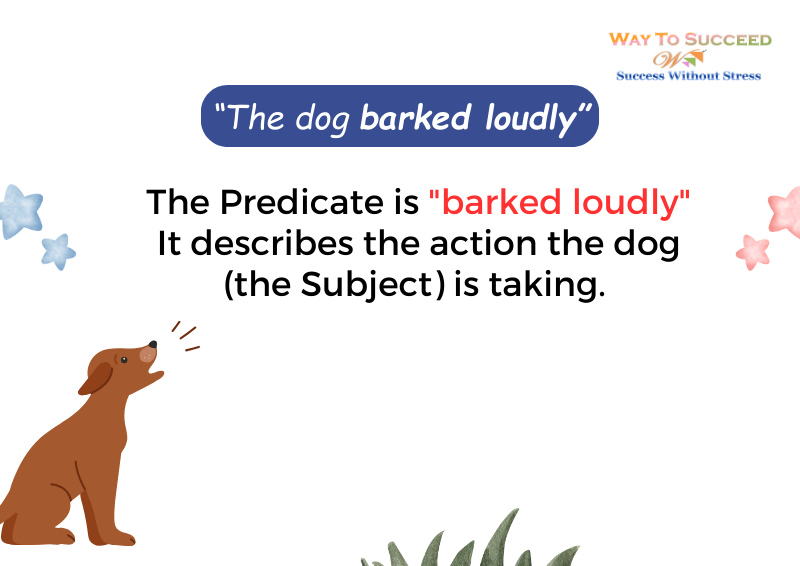 WAY TO SUCCEED
Success Without Stress
“The dog barked loudly”
The Predicate is "barked loudly"
It describes the action the dog
(the Subject) is taking.